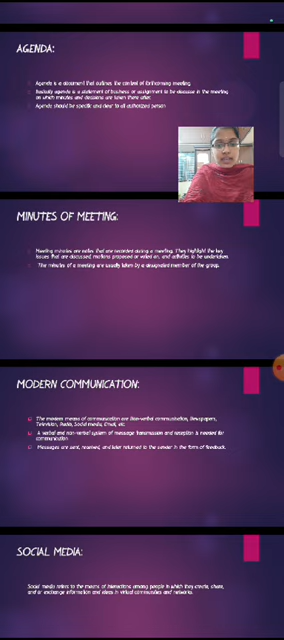 AGENDA:
Agenda is a document that outlines the content of forthcoming meeting
Basically agenda is a statement of business or assignment to be discusse in the meeting
on which minutes and decisions are taken there after.
Agenda should be specific and clear to all authorized person
MINUTES OF MEETING:
Meeting minutes are notes that are recorded during a meeting. They highlight the key
issues that are discussed, motions proposed or voted on, and activities to be undertaken.
The minutes of a meeting are usually taken by a designated member of the group.
MODERN COMMUNICATION:
The modern means of communication are Non-verbal communication, Newspapers,
Television, Radio, Social media, Email, etc.
A verbal and non-verbal system of message transmission and reception is needed for
communication
Messages are sent, received, and later returned to the sender in the form of feedback.
SOCIAL MEDIA:
Social media refers to the means of interactions among people in which they create, share,
and or exchange information and ideas in virtual communities and networks.